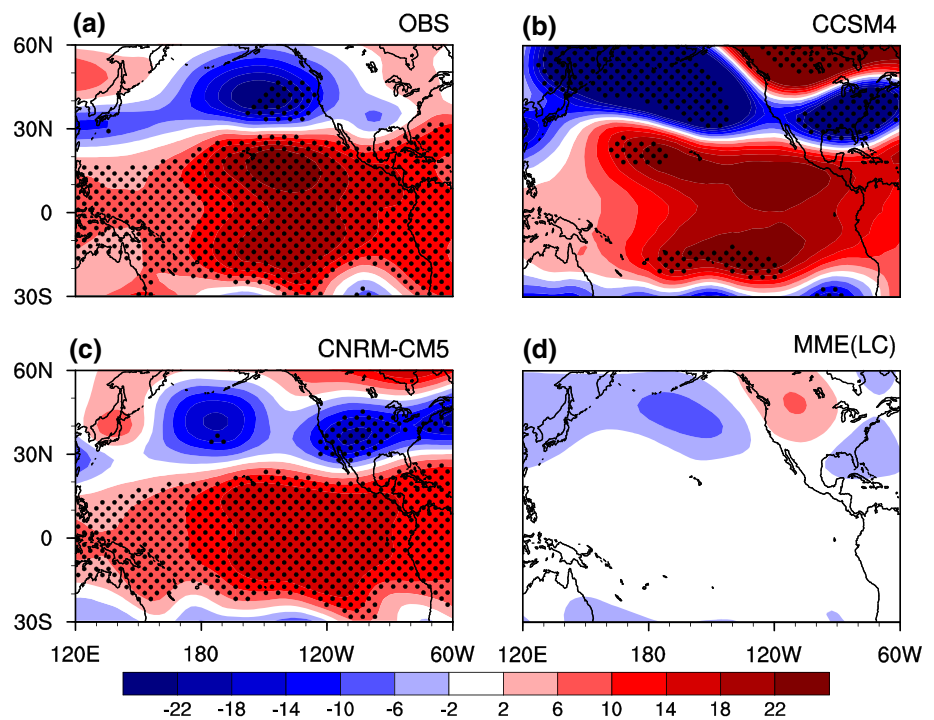 (a) OBS
(b) CCSM4
60N
30N
0
30S
(c) CNRM-CM5
(d) MME(LC)
60N
30N
0
30S
120E 180 120W 60W
120E 180 120W 60W
-22 -18 -14 -10 -6 -2 2 6 10 14 18 22